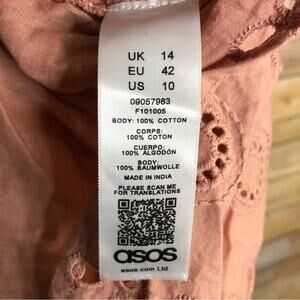 UK 14
EU 42
US 10
09057983
F101005
BODY: 100% COTTON
CORPS:
100% COTON
CUERPO:
100% ALGODÓN
BODY:
100% BAUMWOLLE
MADE IN INDIA
PLEASE SCAN ME
FOR TRANSLATIONS
asos
asos.com Ltd